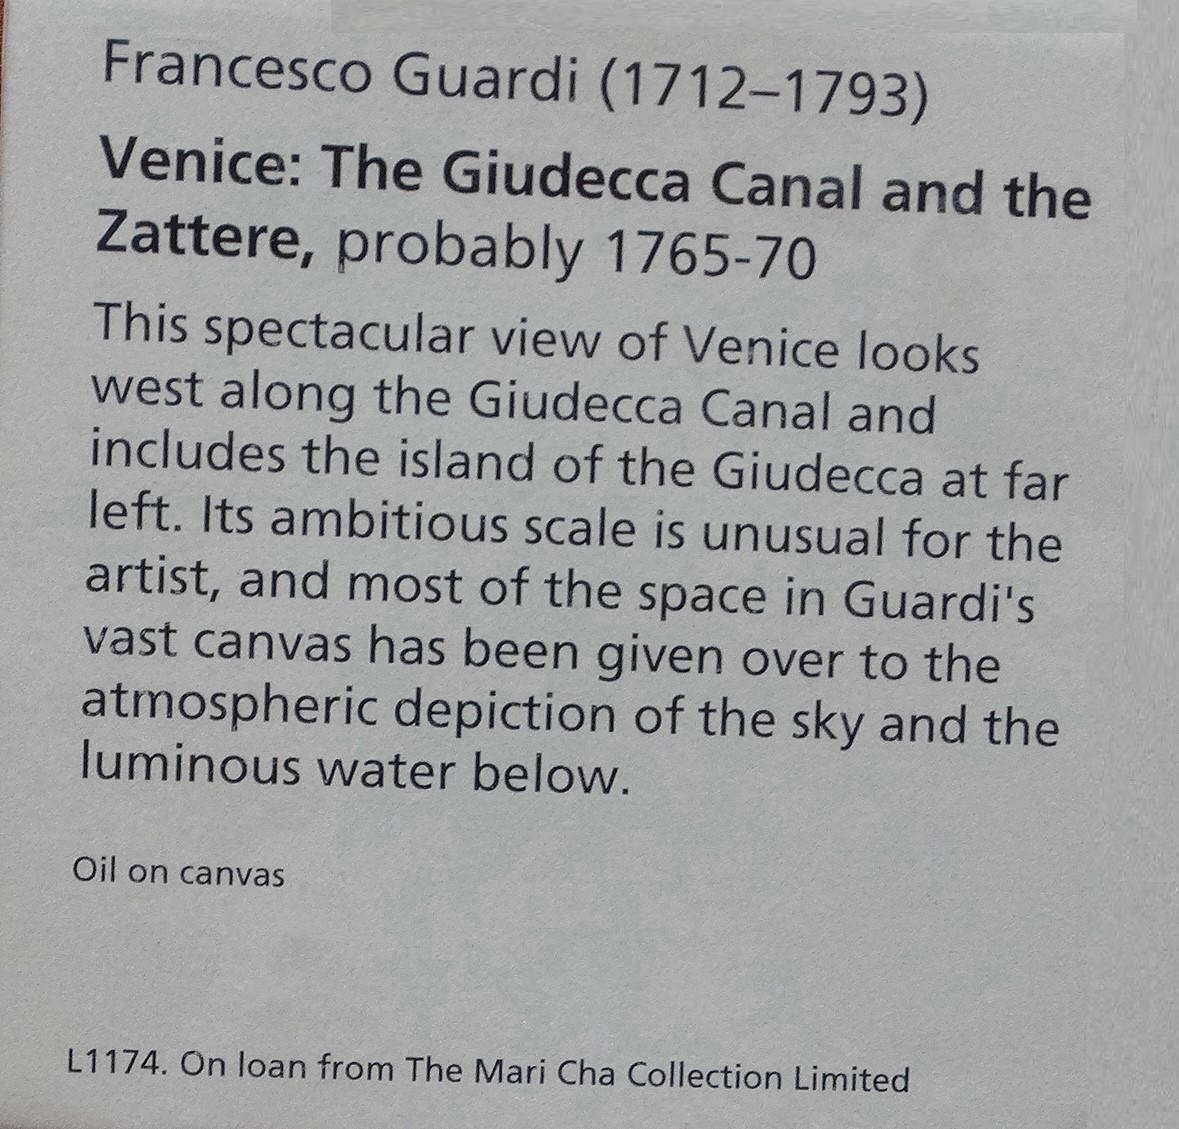 Francesco Guardi (1712–1793)
Venice: The Giudecca Canal and the
Zattere, probably 1765-70
This spectacular view of Venice looks
west along the Giudecca Canal and
includes the island of the Giudecca at far
left. Its ambitious scale is unusual for the
artist, and most of the space in Guardi's
vast canvas has been given over to the
atmospheric depiction of the sky and the
luminous water below.
Oil on canvas
L1174. On loan from The Mari Cha Collection Limited